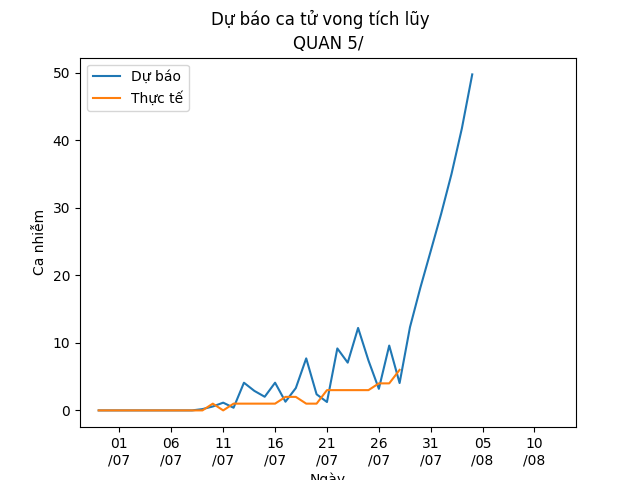 Dự báo ca tử vong tích lũy
QUAN 5/
Dự báo
Thực tế
Ca nhiễm
50
40
30
20
10
0
01 06 11 16 21 26 31 05 10
/07 /07 /07 /07 /07 /07 /07 /08 /08
Ngày